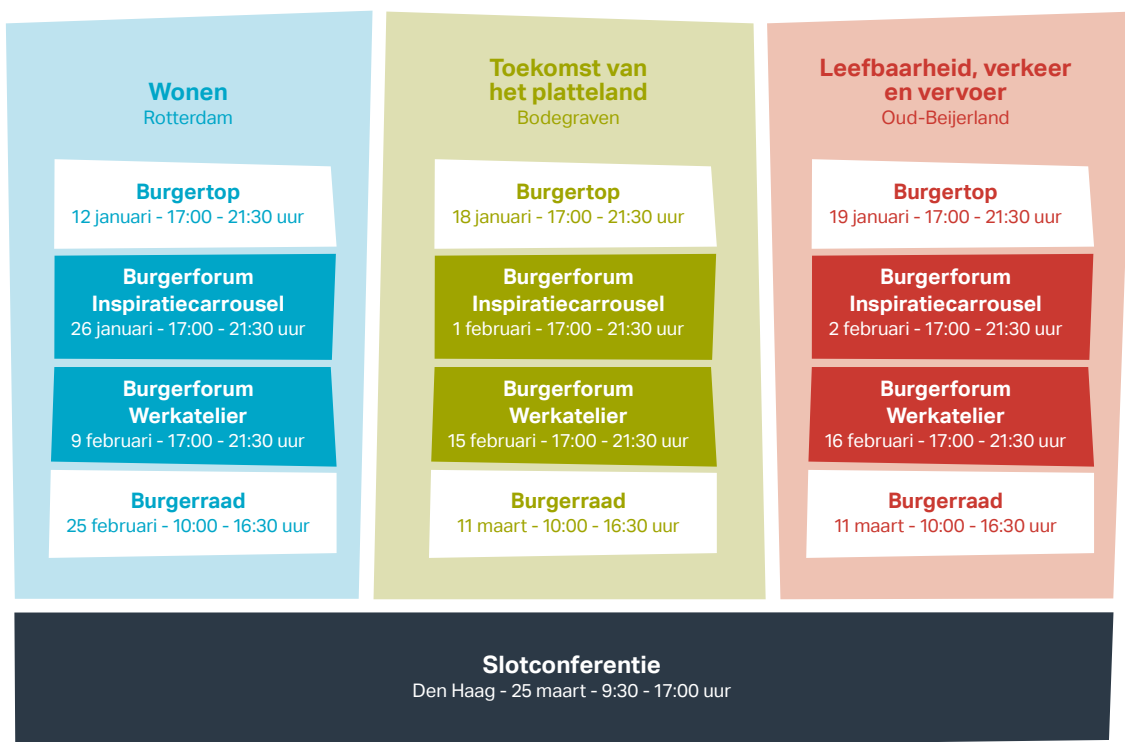 Wonen
Rotterdam
Burgertop
12 januari - 17:00 - 21:30 uur
Burgerforum
Inspiratiecarrousel
26 januari - 17:00 - 21:30 uur
Burgerforum
Werkatelier
9 februari - 17:00 - 21:30 uur
Burgerraad
25 februari - 10:00 - 16:30 uur
Toekomst van
het platteland
Bodegraven
Burgertop
18 januari - 17:00 - 21:30 uur
Burgerforum
Inspiratiecarrousel
1 februari - 17:00 - 21:30 uur
Burgerforum
Werkatelier
15 februari - 17:00 - 21:30 uur
Burgerraad
11 maart - 10:00 - 16:30 uur
Leefbaarheid, verkeer
en vervoer
Oud-Beijerland
Burgertop
19 januari - 17:00 - 21:30 uur
Burgerforum
Inspiratiecarrousel
2 februari - 17:00 - 21:30 uur
Burgerforum
Werkatelier
16 februari - 17:00 - 21:30 uur
Burgerraad
11 maart - 10:00 - 16:30 uur
Slotconferentie
Den Haag - 25 maart - 9:30 - 17:00 uur